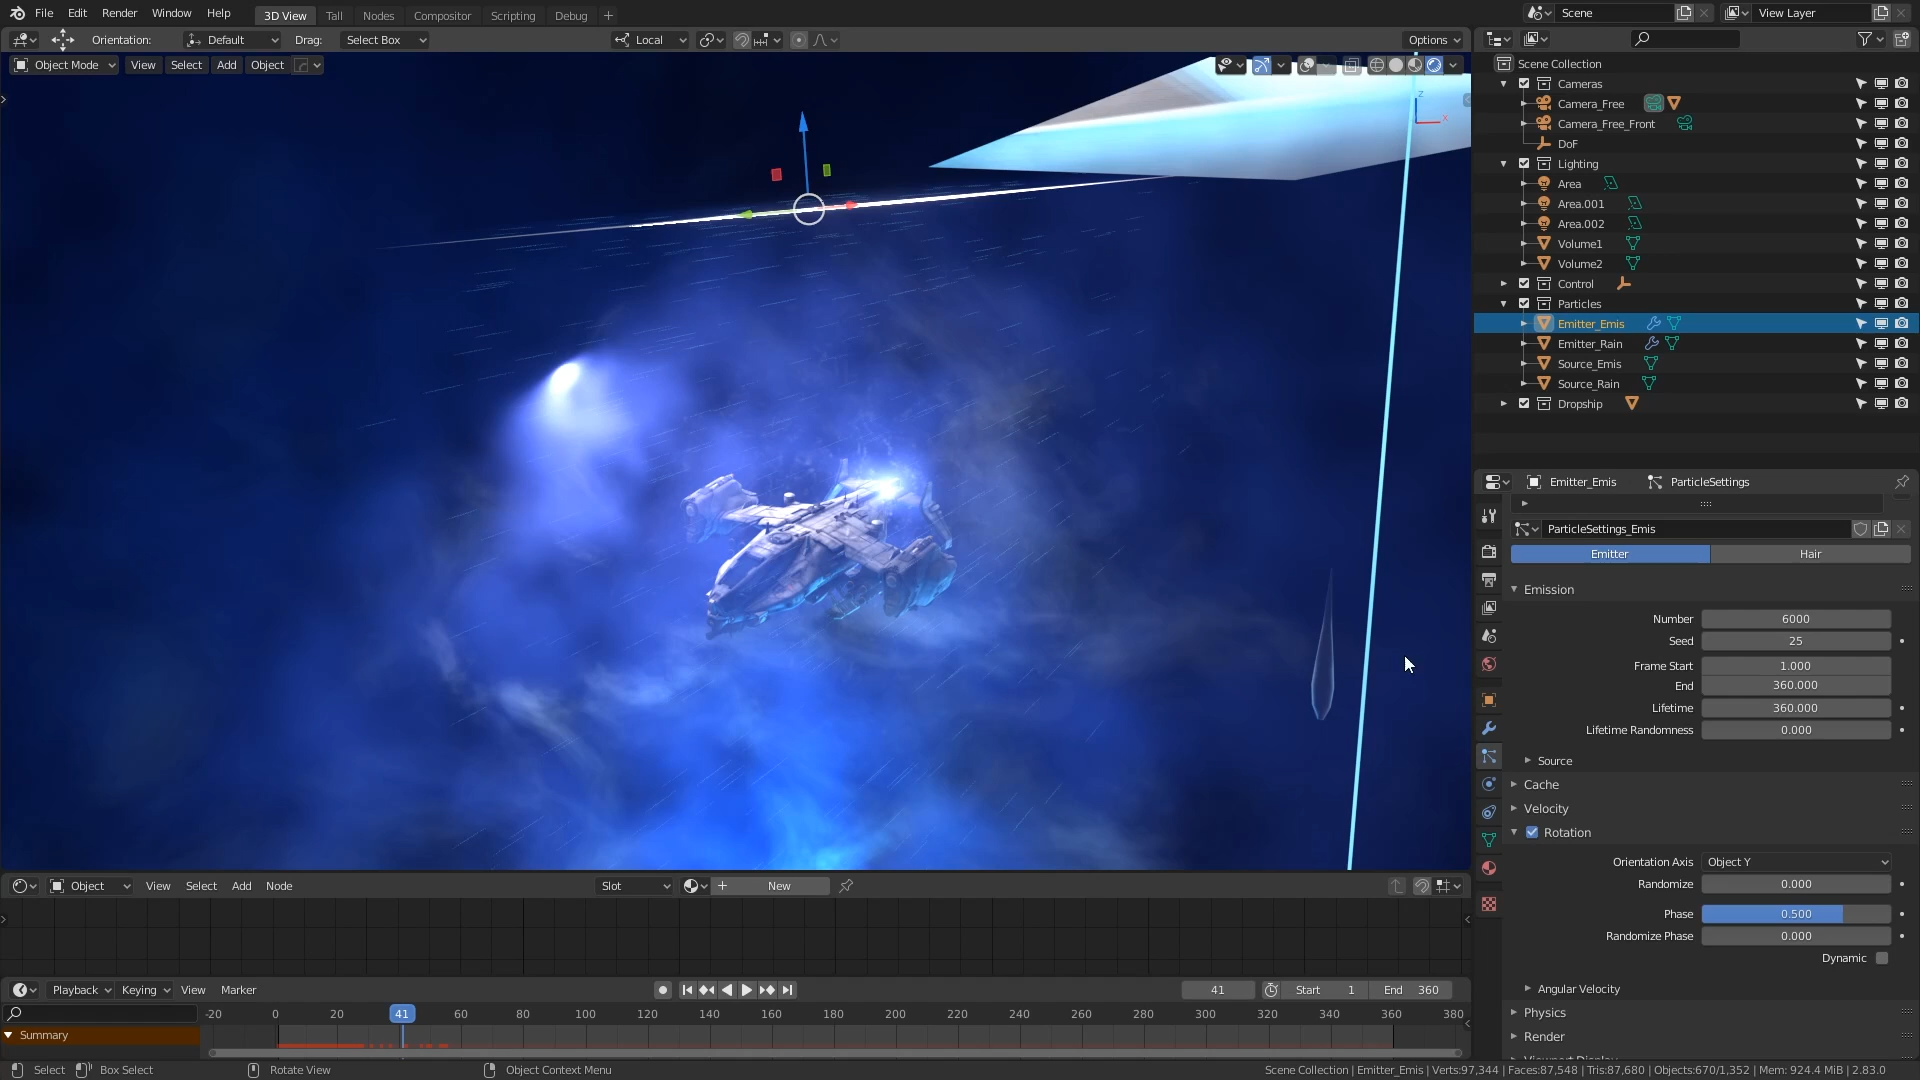 File Edit Render Window Help 3D View Tall Nodes Compositor Scripting Debug + Scene View Layer
Orientation: Default Drag: Select Box Local Options
Object Mode View Select Add Object
Z
X
Scene Collection
Cameras
Camera_Free
Camera_Free_Front
DoF
Lighting
Area
Area.001
Area.002
Volume1
Volume2
Control
Particles
Emitter_Emis
Emitter_Rain
Source_Emis
Source_Rain
Dropship
Emitter_Emis ParticleSettings
ParticleSettings_Emis
Emitter Hair
Emission
Number 6000
Seed 25
Frame Start 1.000
End 360.000
Lifetime 360.000
Lifetime Randomness 0.000
Source
Cache
Velocity
Rotation
Orientation Axis Object Y
Randomize 0.000
Phase 0.500
Randomize Phase 0.000
Dynamic
Angular Velocity
Physics
Render
Viewport Display
Object View Select Add Node Slot New
Playback Keying View Marker 41 Start 1 End 360
-20 0 20 41 60 80 100 120 140 160 180 200 220 240 260 280 300 320 340 360 380
Summary
Select Box Select Rotate View Object Context Menu Scene Collection | Emitter_Emis | Verts:97,344 | Faces:87,548 | Tris:87,680 | Objects:670/1,352 | Mem: 924.4 MiB | 2.83.0